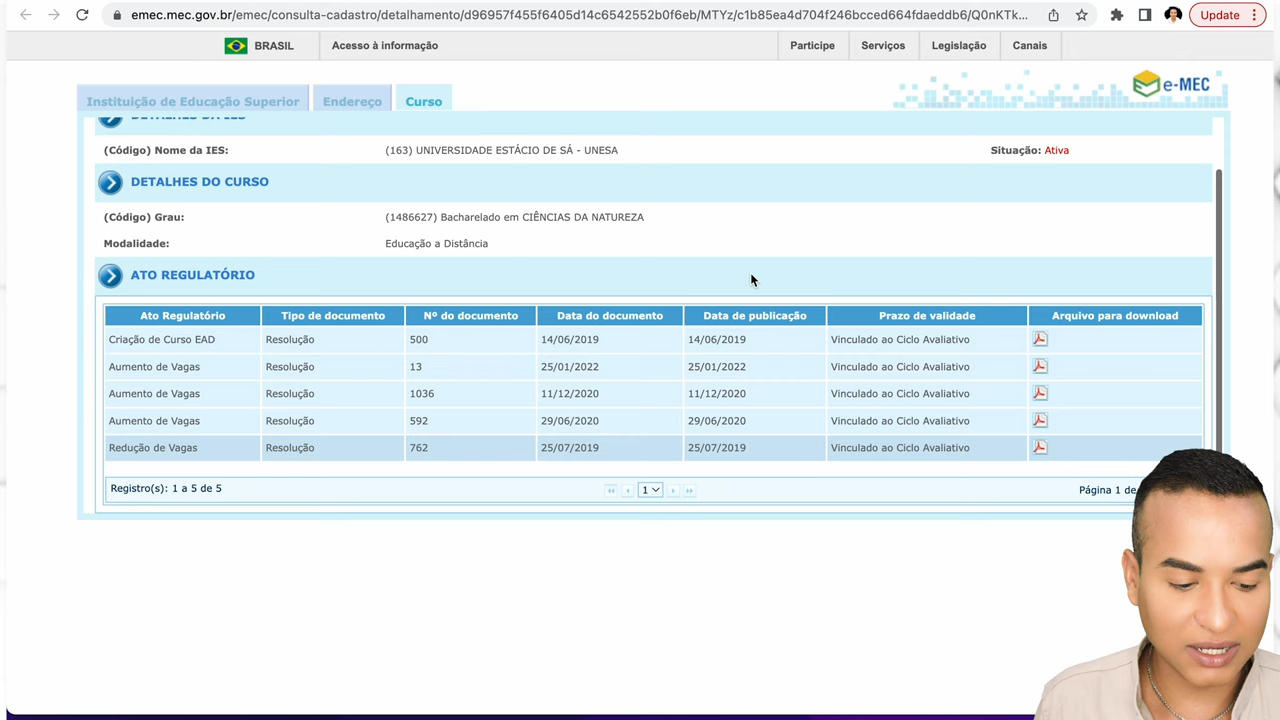 emec.mec.gov.br/emec/consulta-cadastro/detalhamento/d96957f455f6405d14c6542552b0f6eb/MTYz/c1b85ea4d704f246bcced664fdaeddb6/Q0nKTk...
Update
BRASIL
Acesso à informação
Participe
Serviços
Legislação
Canais
Instituição de Educação Superior
Endereço
Curso
e-MEC
DETALHES DA IES
(Código) Nome da IES: (163) UNIVERSIDADE ESTÁCIO DE SÁ - UNESA Situação: Ativa
DETALHES DO CURSO
(Código) Grau: (1486627) Bacharelado em CIÊNCIAS DA NATUREZA
Modalidade: Educação a Distância
ATO REGULATÓRIO
Ato Regulatório Tipo de documento Nº do documento Data do documento Data de publicação Prazo de validade Arquivo para download
Criação de Curso EAD Resolução 500 14/06/2019 14/06/2019 Vinculado ao Ciclo Avaliativo
Aumento de Vagas Resolução 13 25/01/2022 25/01/2022 Vinculado ao Ciclo Avaliativo
Aumento de Vagas Resolução 1036 11/12/2020 11/12/2020 Vinculado ao Ciclo Avaliativo
Aumento de Vagas Resolução 592 29/06/2020 29/06/2020 Vinculado ao Ciclo Avaliativo
Redução de Vagas Resolução 762 25/07/2019 25/07/2019 Vinculado ao Ciclo Avaliativo
Registro(s): 1 a 5 de 5 1 Página 1 de